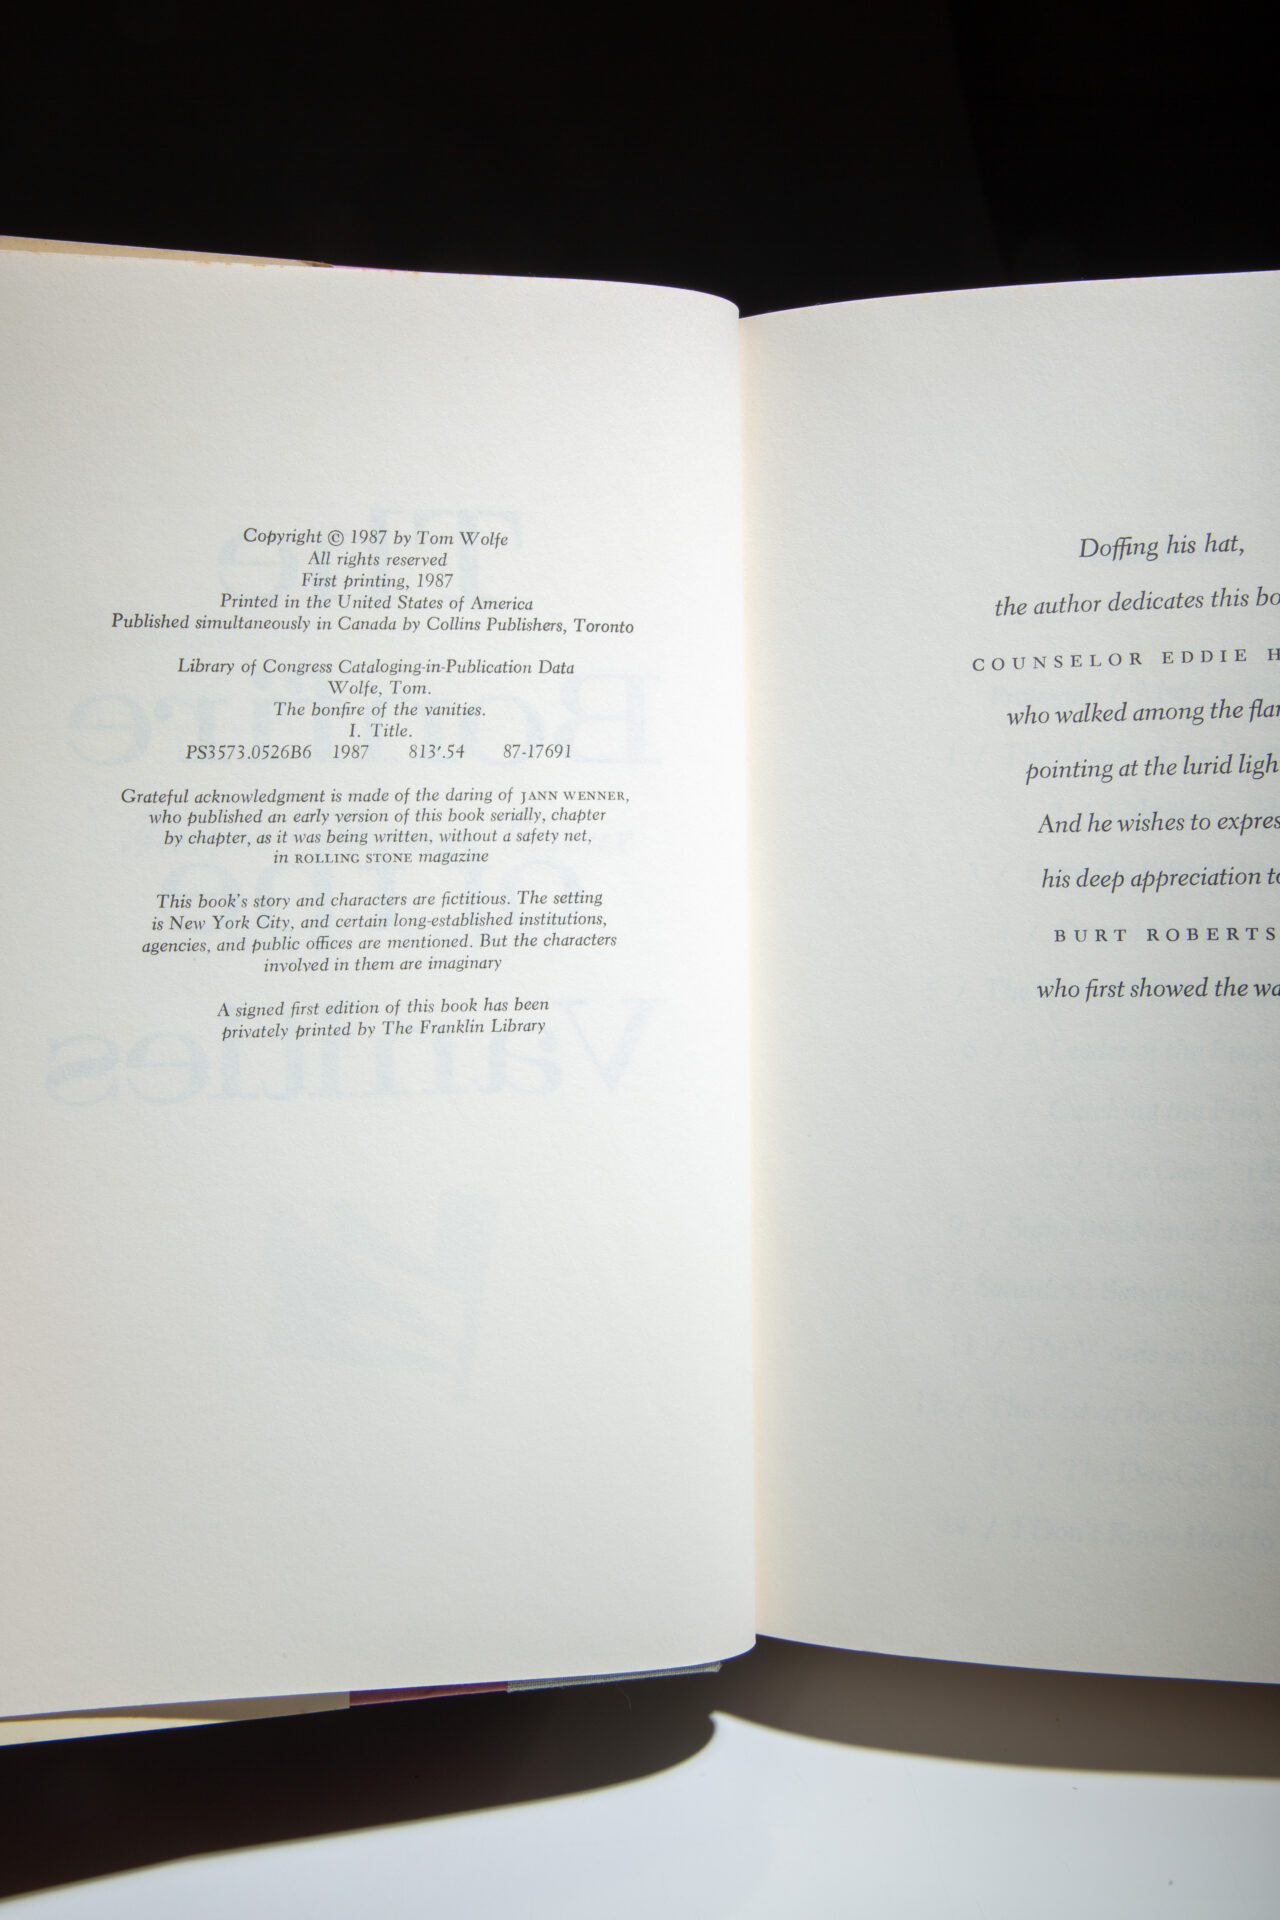 Copyright © 1987 by Tom Wolfe
All rights reserved
First printing, 1987
Printed in the United States of America
Published simultaneously in Canada by Collins Publishers, Toronto
Library of Congress Cataloging-in-Publication Data
Wolfe, Tom.
The bonfire of the vanities.
I. Title.
PS3573.0526B6 1987 813'.54 87-17691
Grateful acknowledgment is made of the daring of JANN WENNER,
who published an early version of this book serially, chapter
by chapter, as it was being written, without a safety net,
in ROLLING STONE magazine
This book's story and characters are fictitious. The setting
is New York City, and certain long-established institutions,
agencies, and public offices are mentioned. But the characters
involved in them are imaginary
A signed first edition of this book has been
privately printed by The Franklin Library
Doffing his hat,
the author dedicates this
COUNSELOR EDDIE
who walked among the
pointing at the lurid
And he wishes to
his deep appreciation
BURT ROBERTS
who first showed the